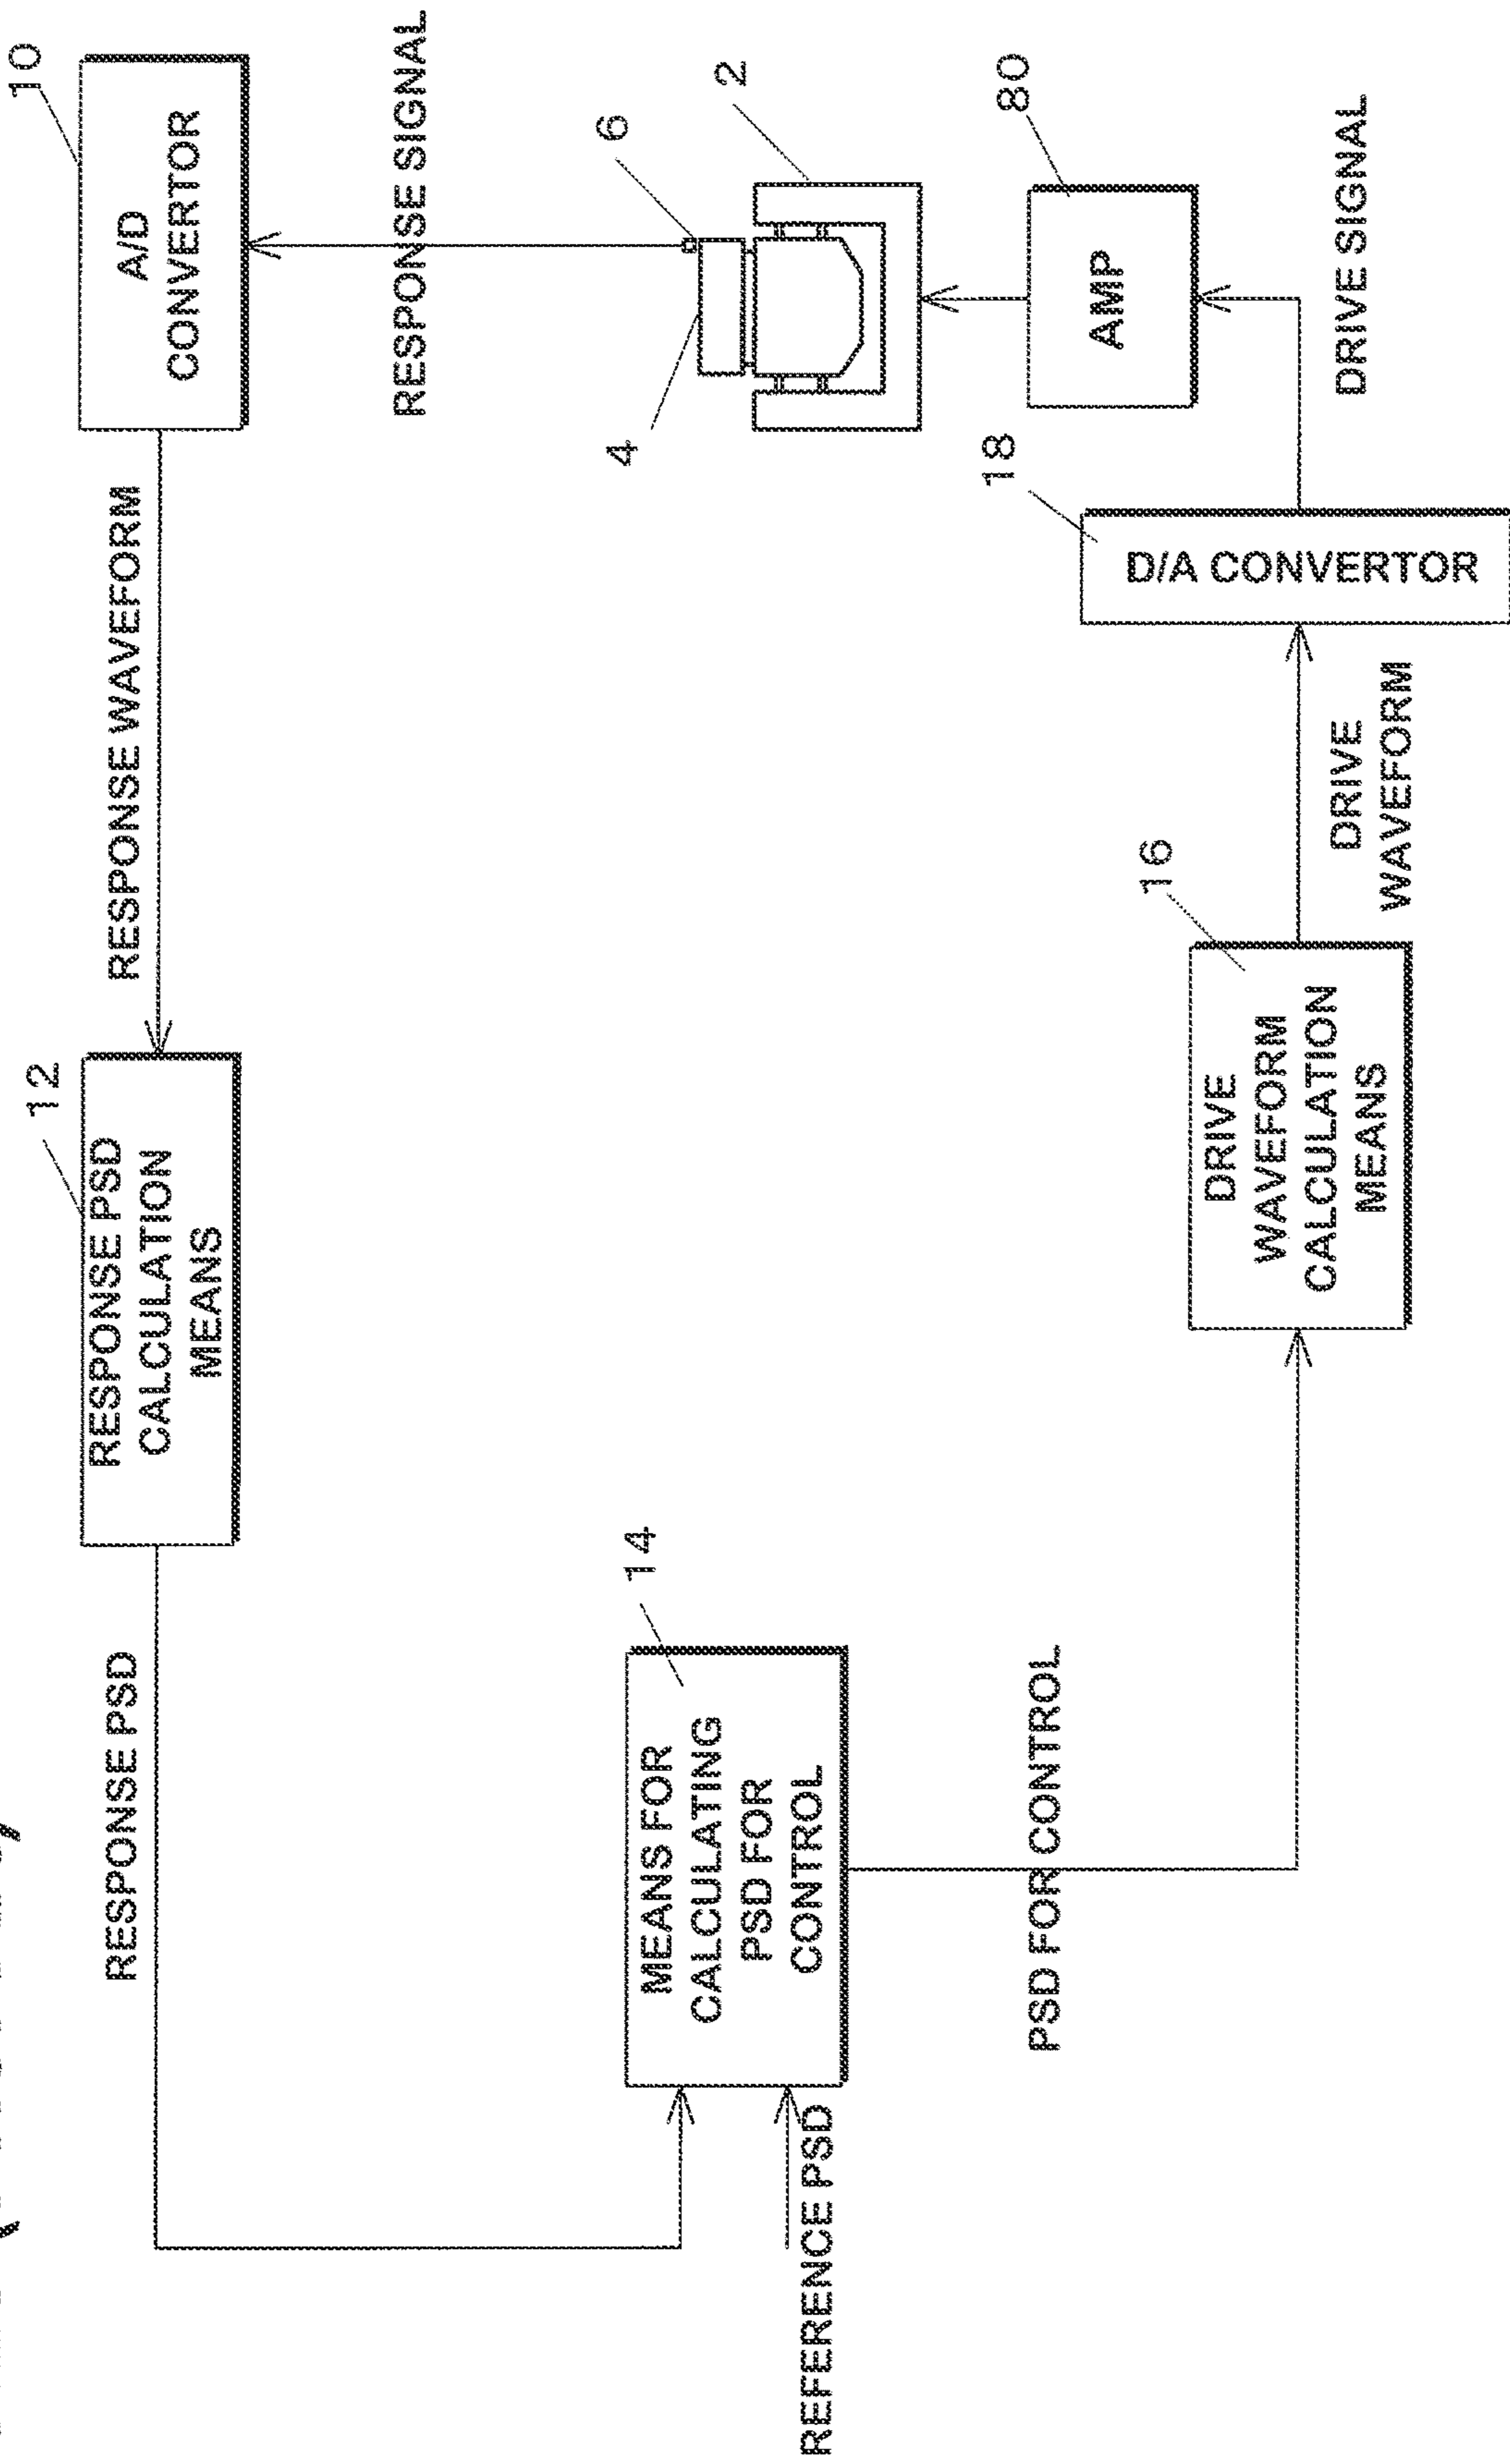 10
A/D
CONVERTOR
RESPONSE SIGNAL
6
2
4
80
AMP
DRIVE SIGNAL
18
D/A CONVERTOR
RESPONSE WAVEFORM
12
RESPONSE PSD
CALCULATION
MEANS
16
DRIVE
WAVEFORM
DRIVE
WAVEFORM
CALCULATION
MEANS
RESPONSE PSD
14
MEANS FOR
CALCULATING
PSD FOR
CONTROL
PSD FOR CONTROL
REFERENCE PSD